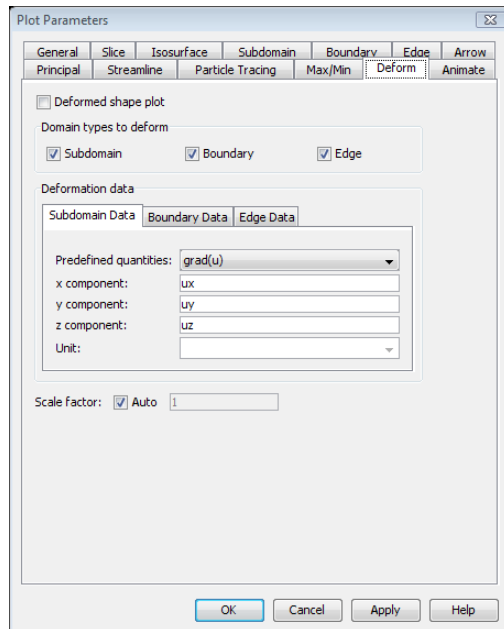 Plot Parameters
General Slice Isosurface Subdomain Boundary Edge Arrow
Principal Streamline Particle Tracing Max/Min Deform Animate
Deformed shape plot
Domain types to deform
Subdomain Boundary Edge
Deformation data
Subdomain Data Boundary Data Edge Data
Predefined quantities: grad(u)
x component: ux
y component: uy
z component: uz
Unit:
Scale factor: Auto 1
OK Cancel Apply Help